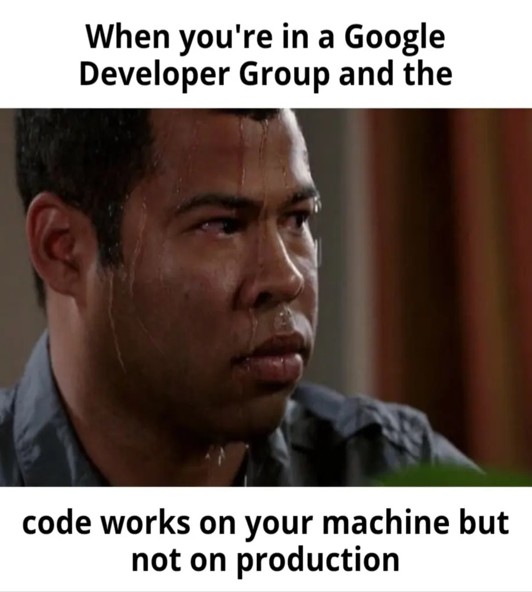 When you're in a Google
Developer Group and the
code works on your machine but
not on production